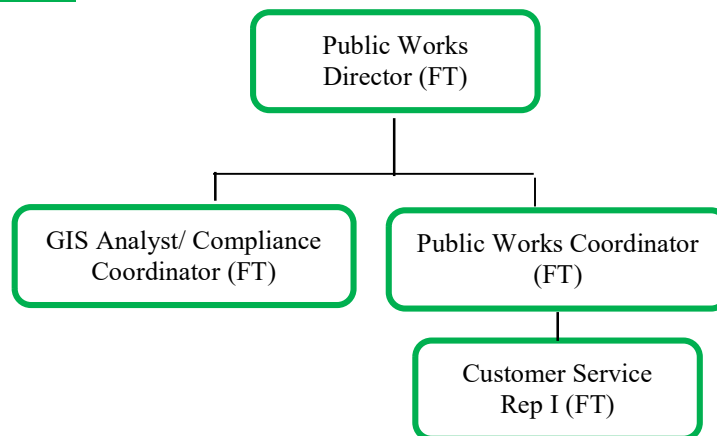 Public Works
Director (FT)
GIS Analyst/ Compliance
Coordinator (FT)
Public Works Coordinator
(FT)
Customer Service
Rep I (FT)